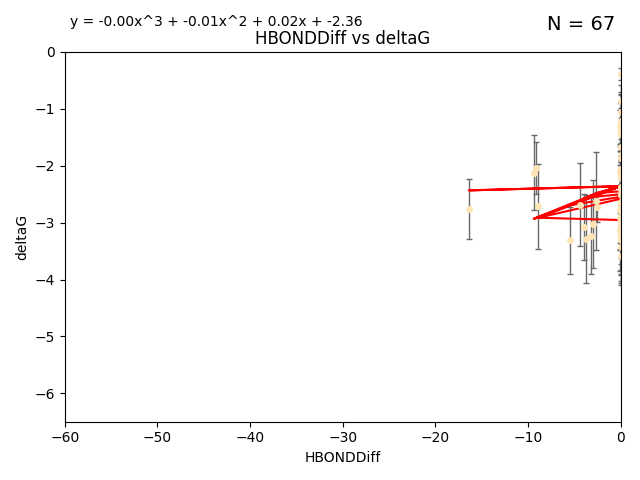 y = -0.00x^3 + -0.01x^2 + 0.02x + -2.36
N = 67
HBONDDiff vs deltaG
0
−1
−2
−3
−4
−5
−6
deltaG
−60 −50 −40 −30 −20 −10 0
HBONDDiff